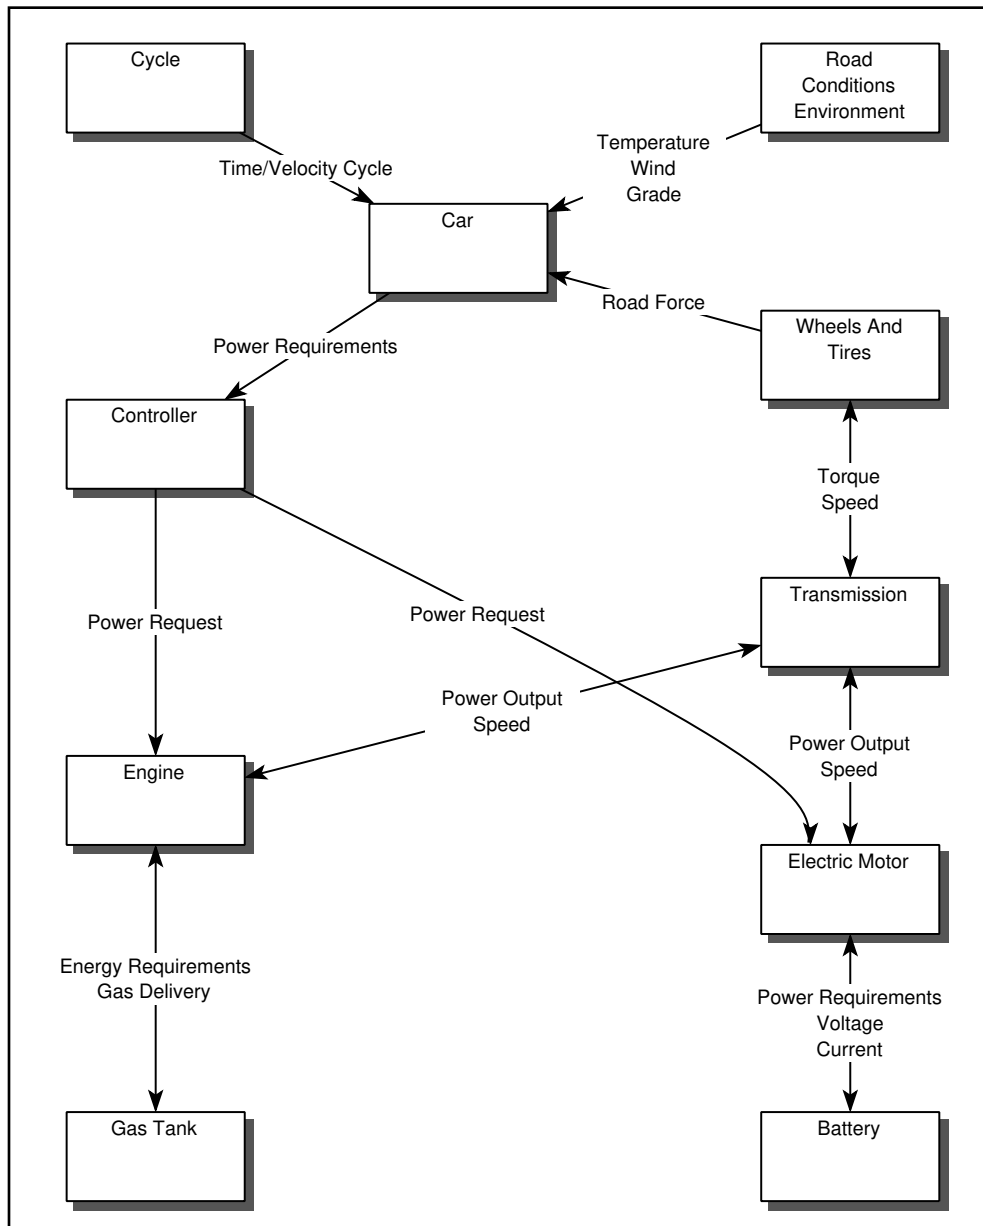 Cycle
Road
Conditions
Environment
Time/Velocity Cycle
Temperature
Wind
Grade
Car
Road Force
Wheels And
Tires
Power Requirements
Controller
Torque
Speed
Transmission
Power Request
Power Request
Power Output
Speed
Power Output
Speed
Engine
Electric Motor
Energy Requirements
Gas Delivery
Power Requirements
Voltage
Current
Gas Tank
Battery